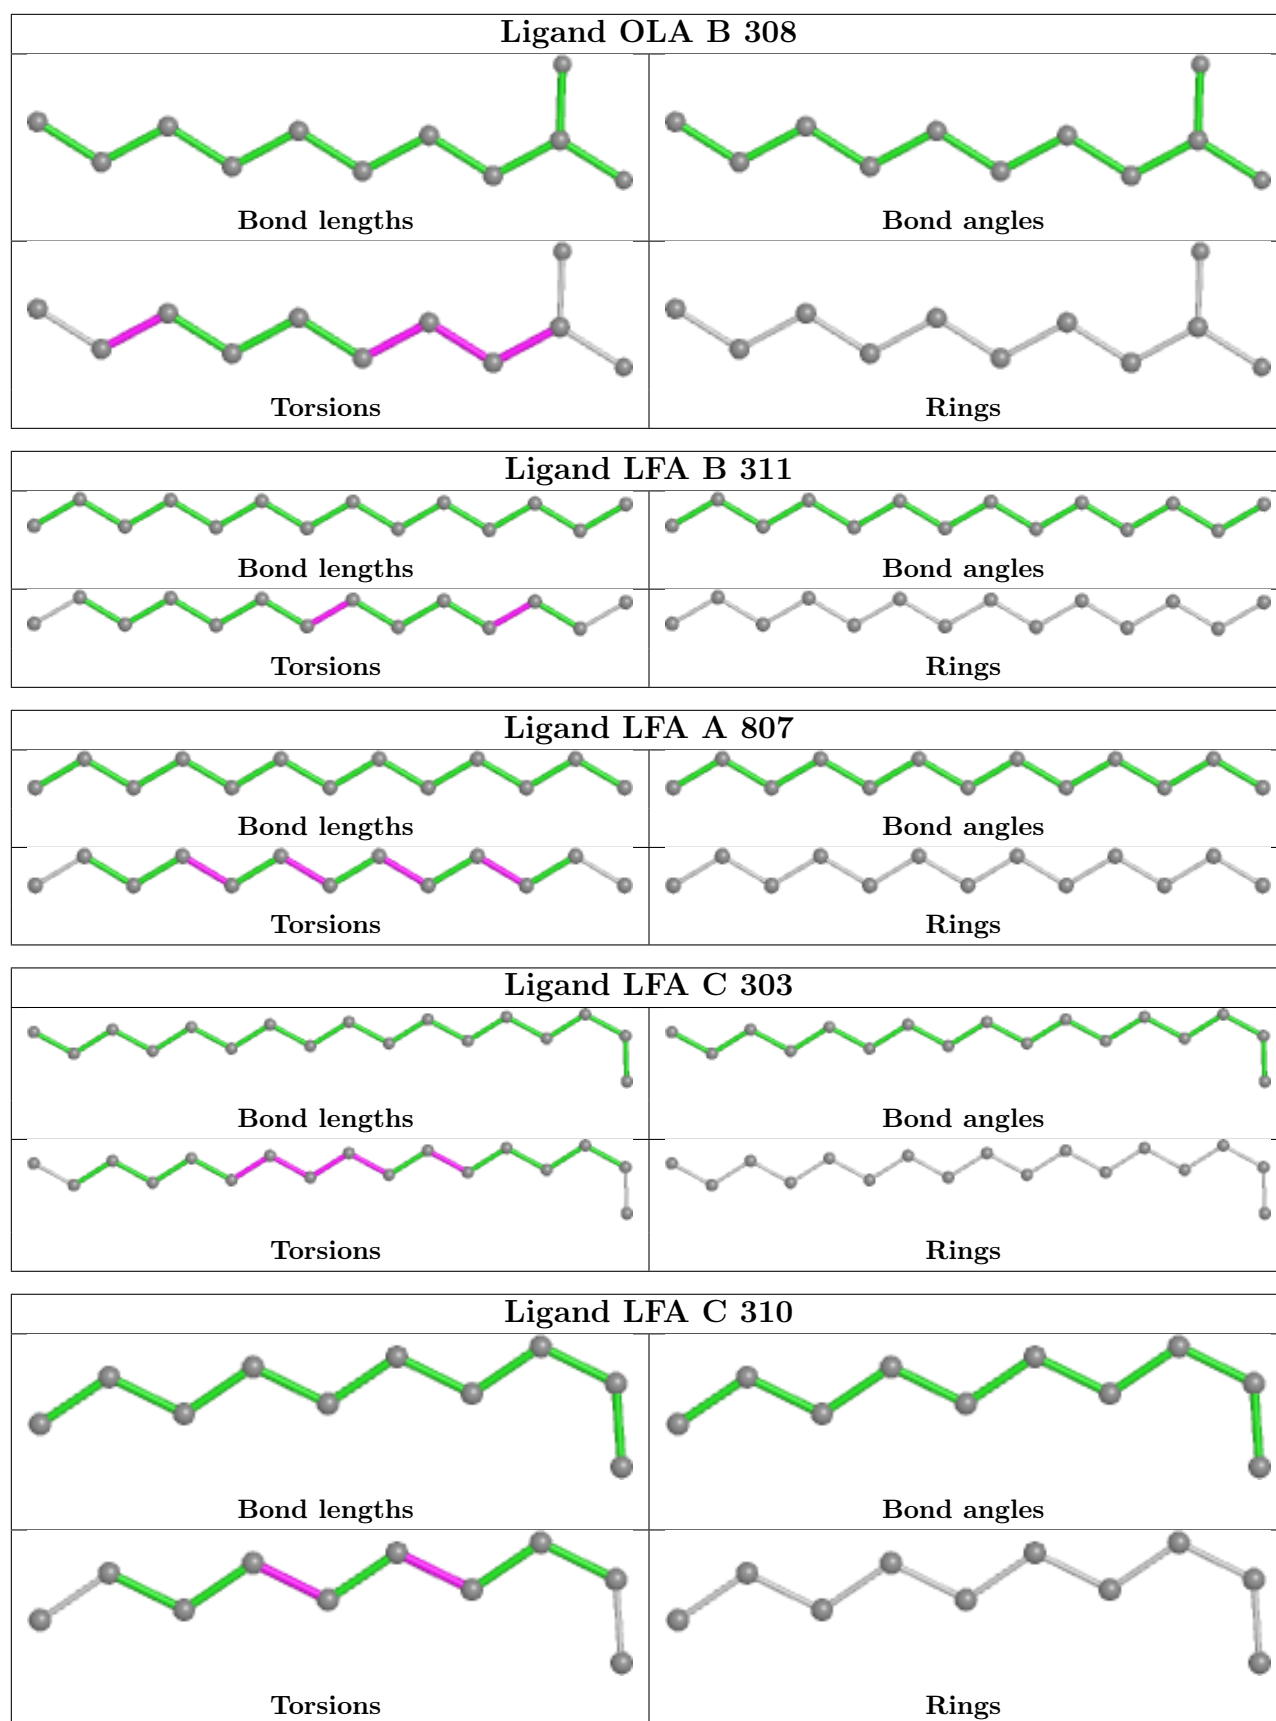 Ligand OLA B 308
Bond lengths Bond angles
Torsions Rings
Ligand LFA B 311
Bond lengths Bond angles
Torsions Rings
Ligand LFA A 807
Bond lengths Bond angles
Torsions Rings
Ligand LFA C 303
Bond lengths Bond angles
Torsions Rings
Ligand LFA C 310
Bond lengths Bond angles
Torsions Rings